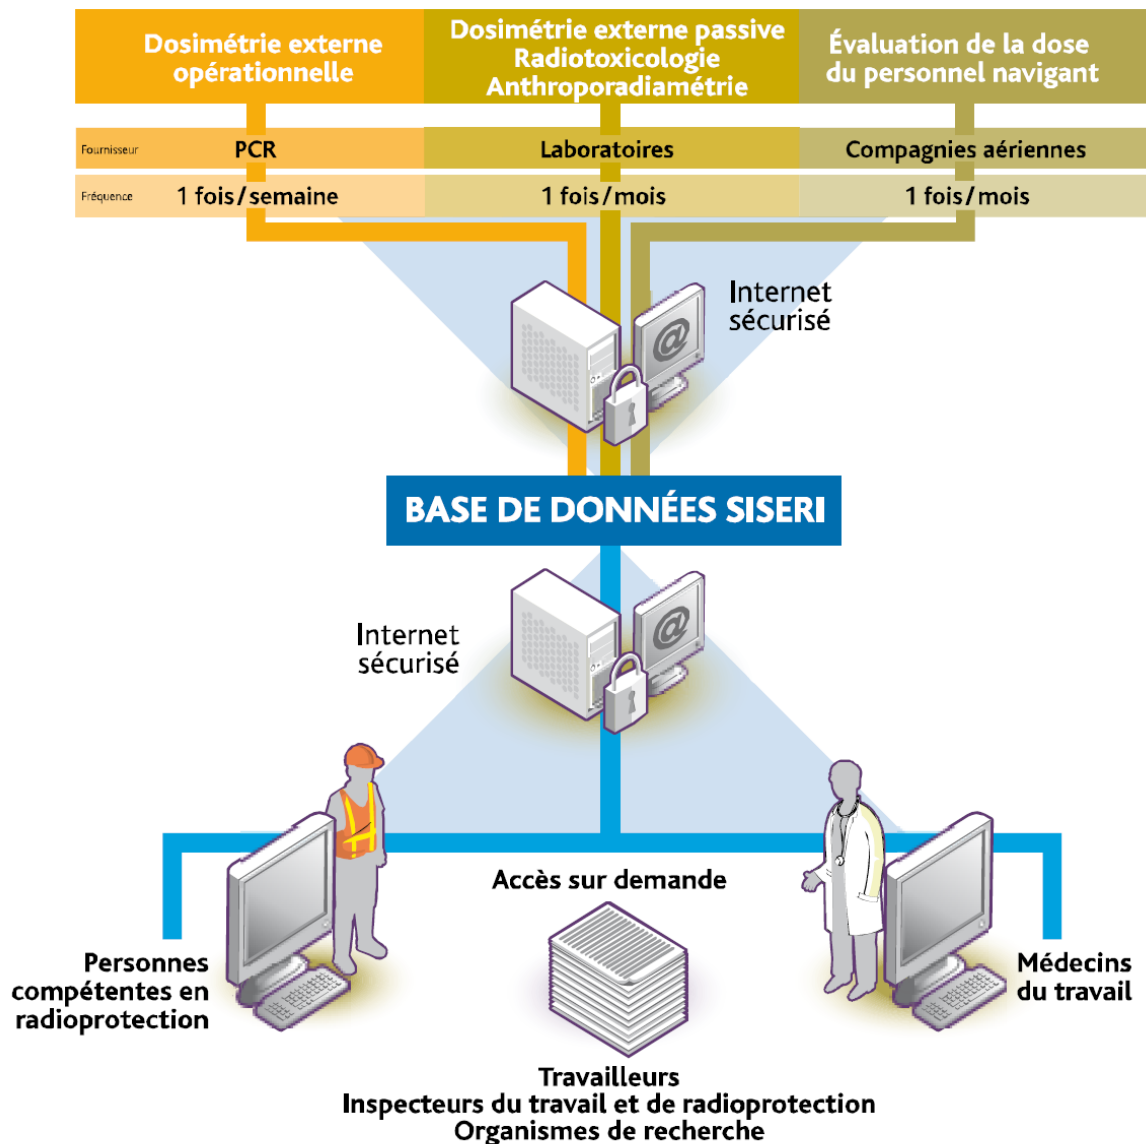 Dosimétrie externe
opérationnelle
Dosimétrie externe passive
Radiotoxicologie
Anthroporadiamétrie
Évaluation de la dose
du personnel navigant
Fournisseur PCR Laboratoires Compagnies aériennes
Fréquence 1 fois/semaine 1 fois/mois 1 fois/mois
Internet
sécurisé
@
BASE DE DONNÉES SISERI
Internet
sécurisé
@
Accès sur demande
Personnes
compétentes en
radioprotection
Médecins
du travail
Travailleurs
Inspecteurs du travail et de radioprotection
Organismes de recherche